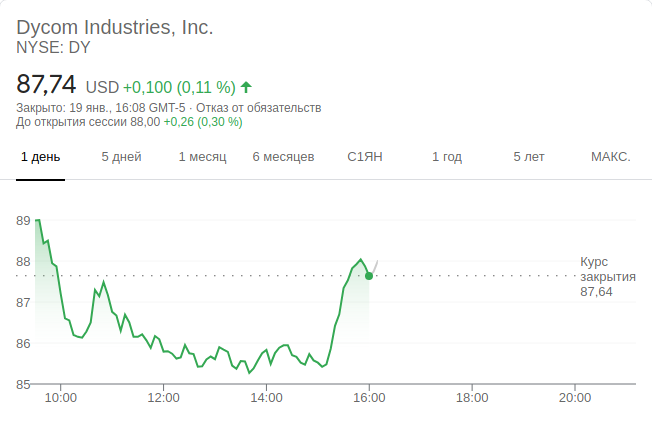 Dycom Industries, Inc.
NYSE: DY
87,74 USD +0,100 (0,11 %)
Закрыто: 19 янв., 16:08 GMT-5 · Отказ от обязательств
До открытия сессии 88,00 +0,26 (0,30 %)
1 день 5 дней 1 месяц 6 месяцев С1ЯН 1 год 5 лет МАКС.
89
88
Курс
закрытия
87,64
87
86
85
10:00 12:00 14:00 16:00 18:00 20:00